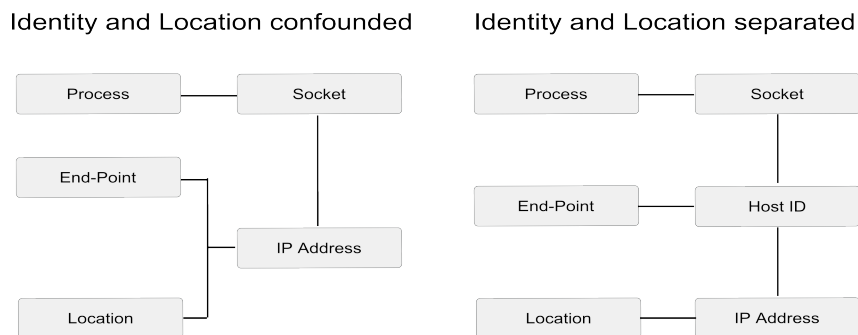 Identity and Location confounded
Process
Socket
End-Point
IP Address
Location
Identity and Location separated
Process
Socket
End-Point
Host ID
Location
IP Address